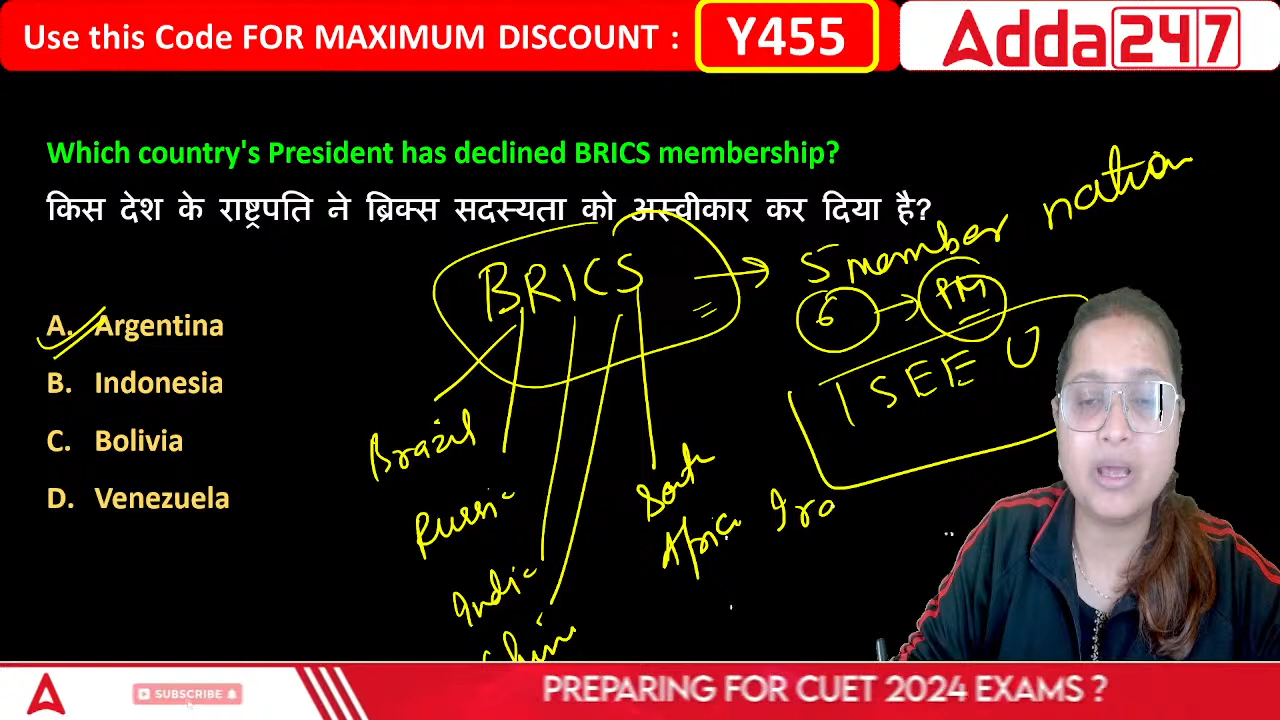 Use this Code FOR MAXIMUM DISCOUNT : Y455
Adda247
Which country's President has declined BRICS membership?
किस देश के राष्ट्रपति ने ब्रिक्स सदस्यता को अस्वीकार कर दिया है?
BRICS
5 member nation
6
A. Argentina
B. Indonesia
C. Bolivia
D. Venezuela
Brazil
South
Africa
Ira
SUBSCRIBE
PREPARING FOR CUET 2024 EXAMS ?